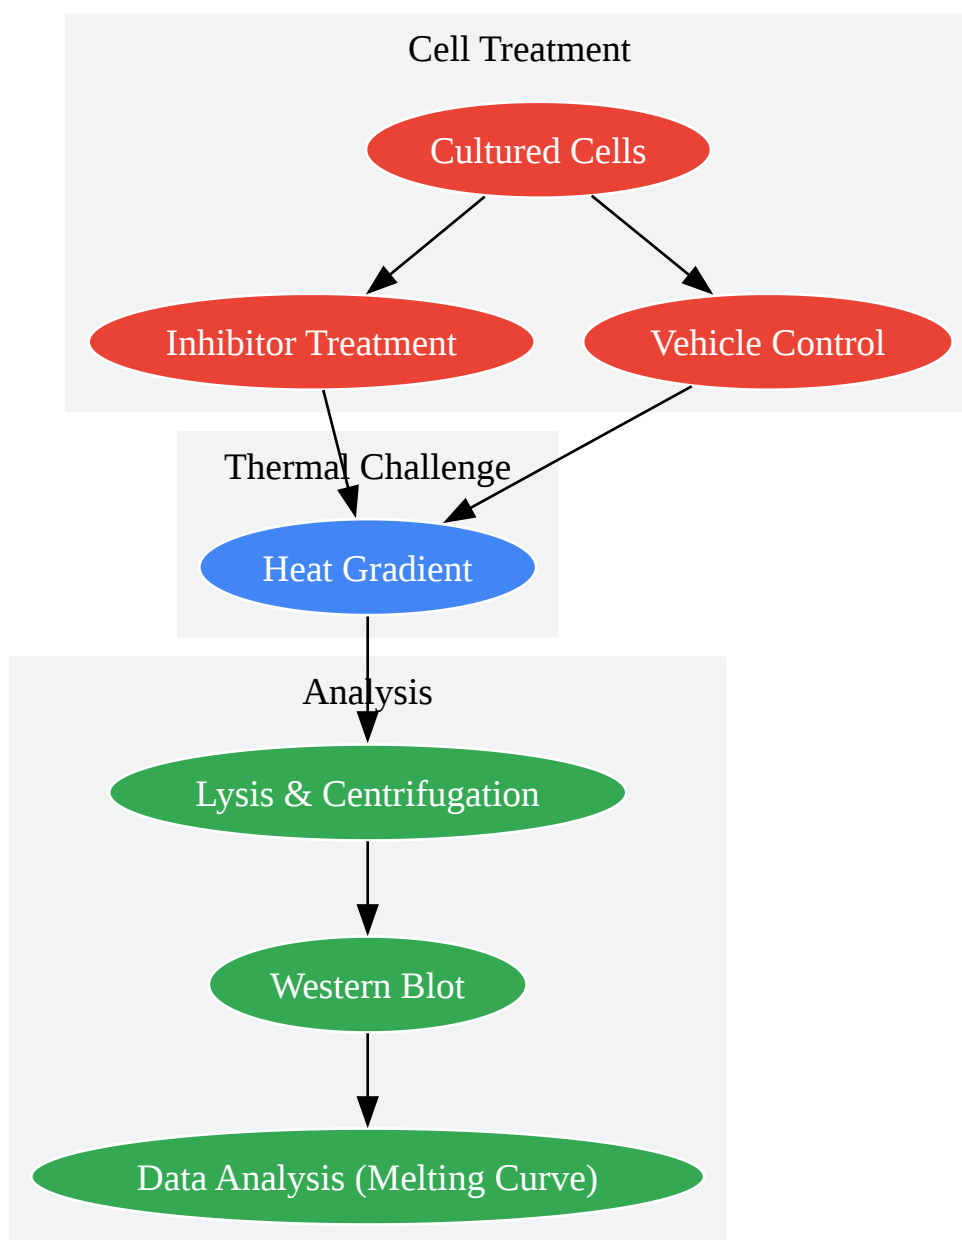 Cell Treatment
Cultured Cells
Inhibitor Treatment
Vehicle Control
Thermal Challenge
Heat Gradient
Analysis
Lysis & Centrifugation
Western Blot
Data Analysis (Melting Curve)